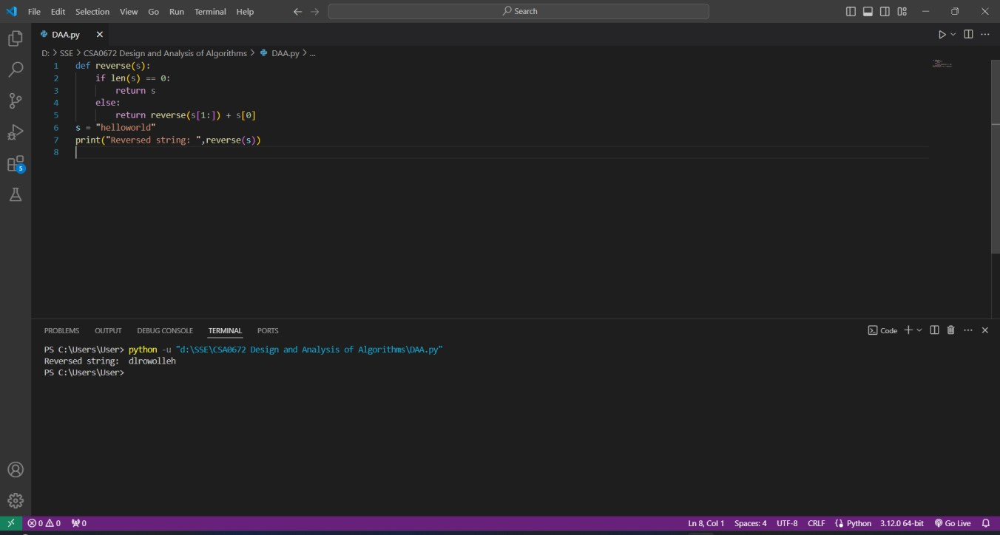 File Edit Selection View Go Run Terminal Help Search
DAA.py
D: > SSE > CSA0672 Design and Analysis of Algorithms > DAA.py > ...
1 def reverse(s):
2     if len(s) == 0:
3         return s
4     else:
5         return reverse(s[1:]) + s[0]
6 s = "helloworld"
7 print("Reversed string: ",reverse(s))
8
5
PROBLEMS OUTPUT DEBUG CONSOLE TERMINAL PORTS Code
PS C:\Users\User> python -u "d:\SSE\CSA0672 Design and Analysis of Algorithms\DAA.py"
Reversed string:  dlrowolleh
PS C:\Users\User>
0 0 0 Ln 8, Col 1 Spaces: 4 UTF-8 CRLF Python 3.12.0 64-bit Go Live